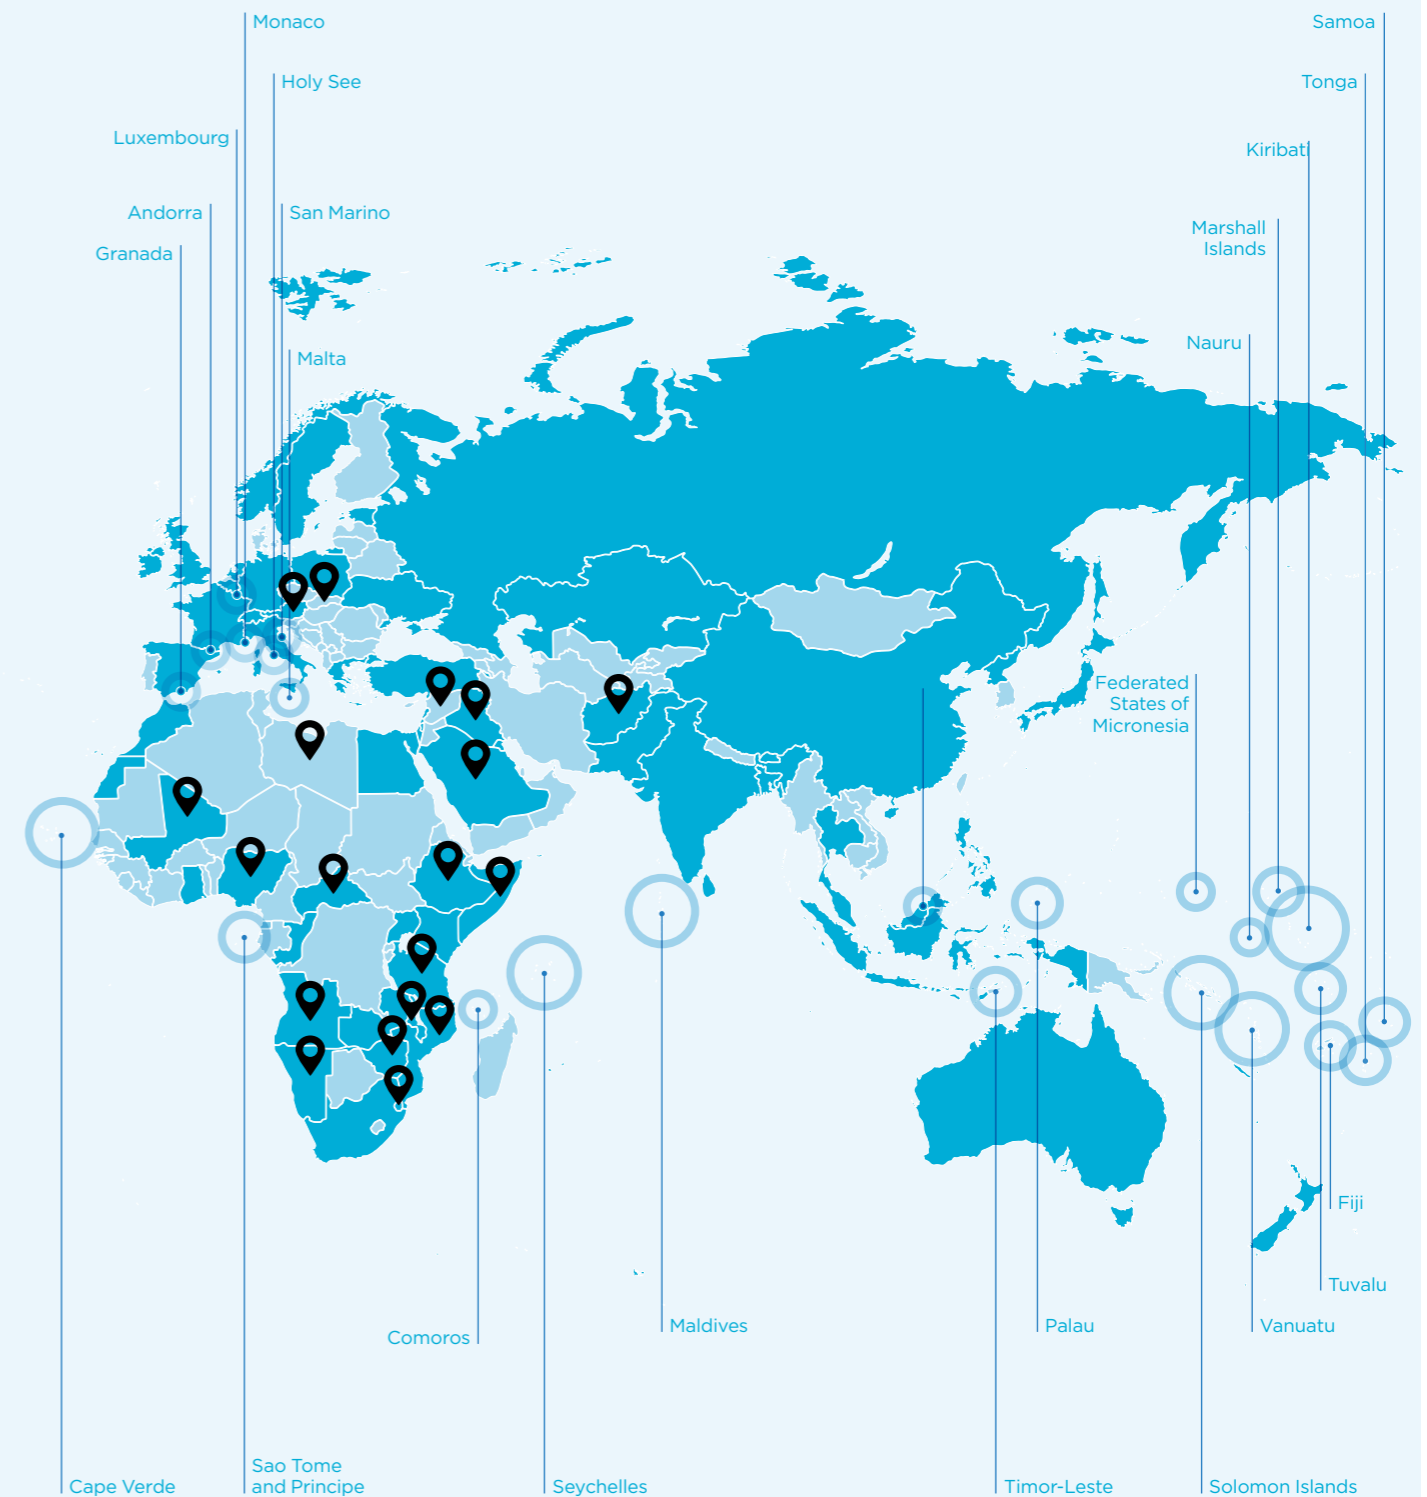 Monaco
Samoa
Holy See
Tonga
Luxembourg
Kiribati
Andorra
San Marino
Marshall
Islands
Granada
Nauru
Malta
Federated
States of
Micronesia
Fiji
Tuvalu
Comoros
Maldives
Palau
Vanuatu
Sao Tome
and Principe
Cape Verde
Seychelles
Timor-Leste
Solomon Islands